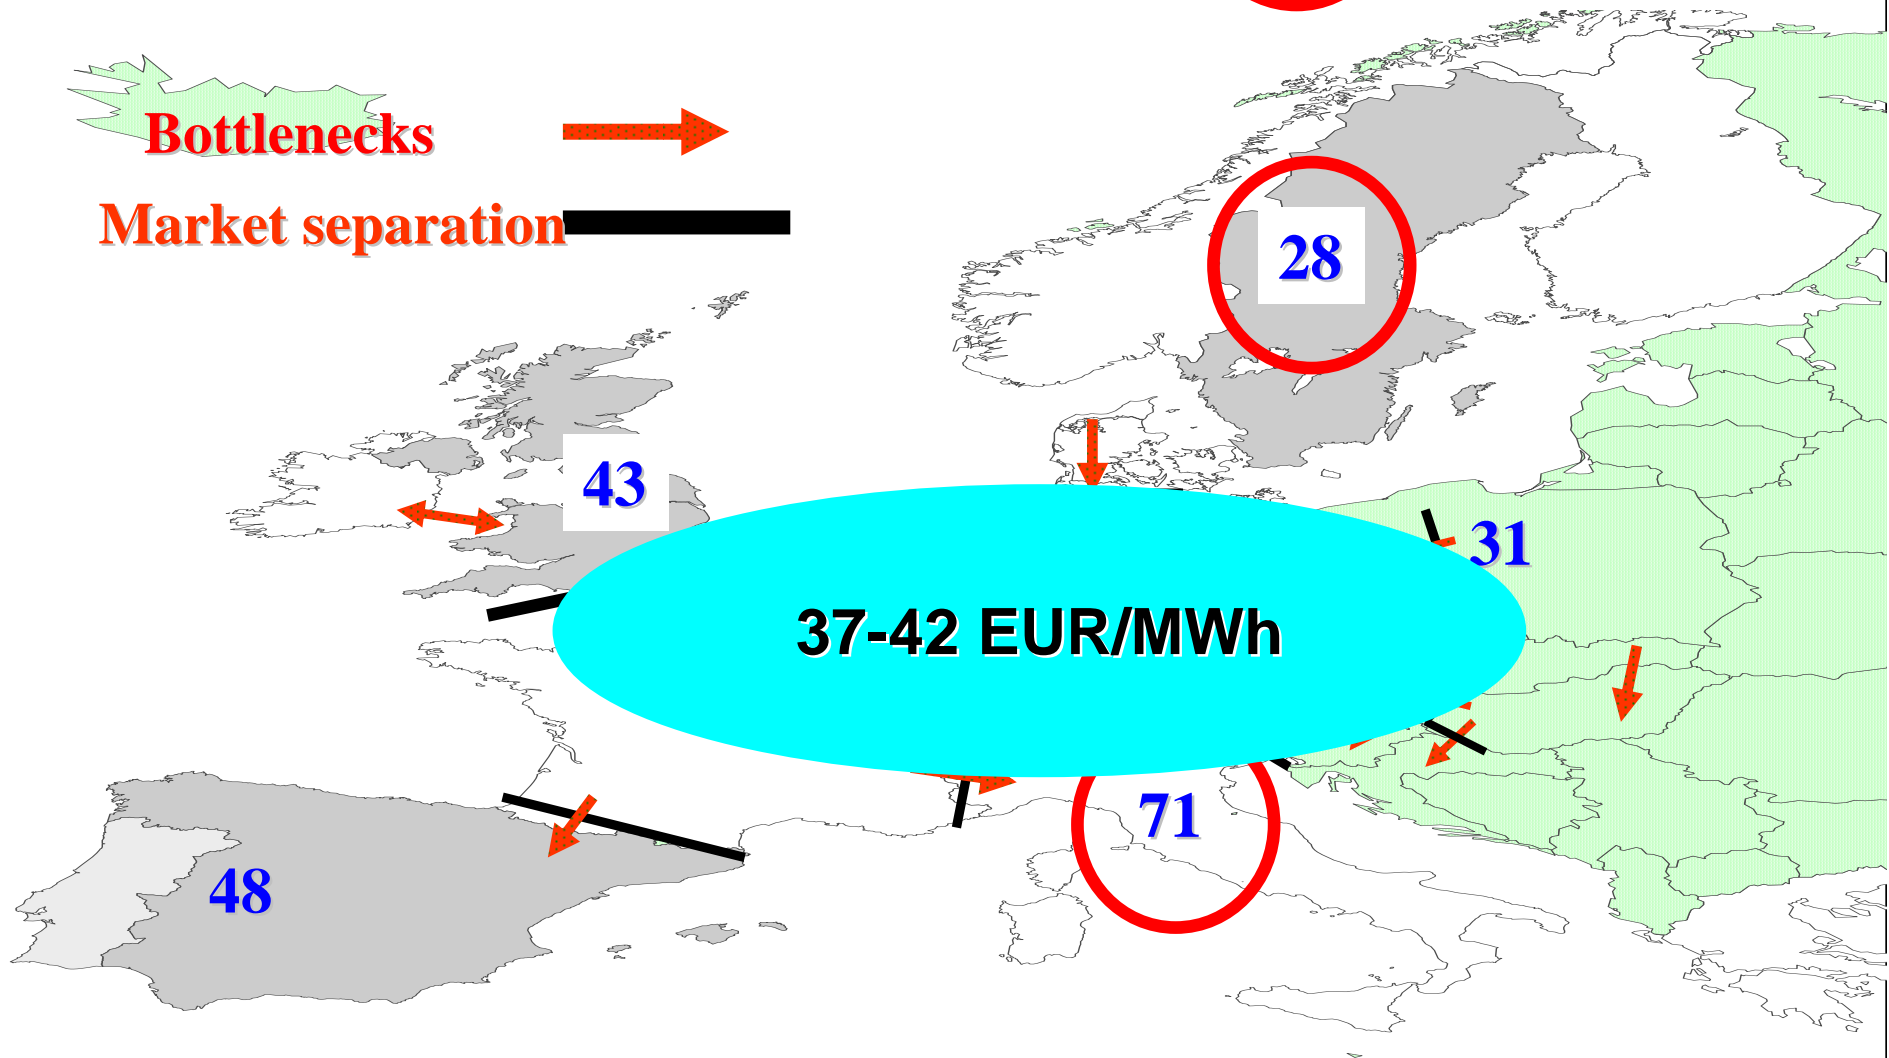 Bottlenecks
Market separation
28
43
31
37-42 EUR/MWh
71
48